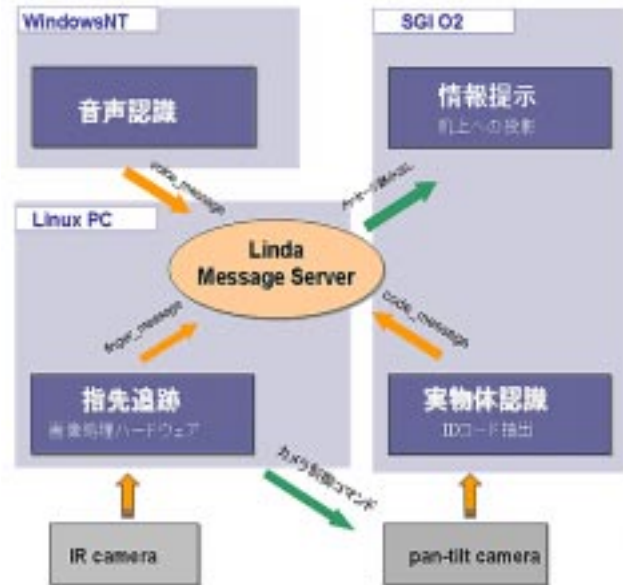 WindowsNT
SGI O2
音声認識
情報提示
机上への投影
voice_message
Linux PC
Linda
Message Server
finger_message
code_message
指先追跡
画像処理ハードウェア
実物体認識
IDコード抽出
カメラ制御コマンド
IR camera
pan-tilt camera